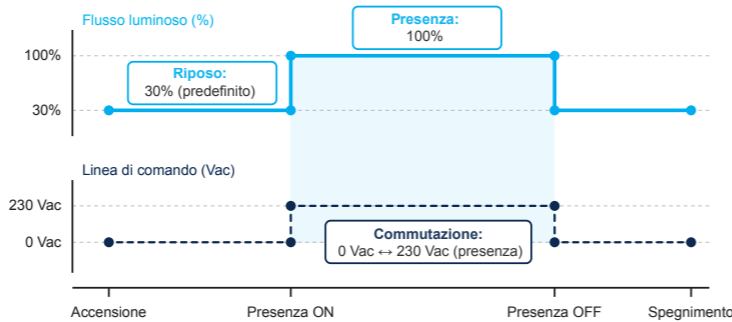 Flusso luminoso (%)
Presenza:
100%
100%
Riposo:
30% (predefinito)
30%
Linea di comando (Vac)
230 Vac
Commutazione:
0 Vac ↔ 230 Vac (presenza)
0 Vac
Accensione
Presenza ON
Presenza OFF
Spegnimento